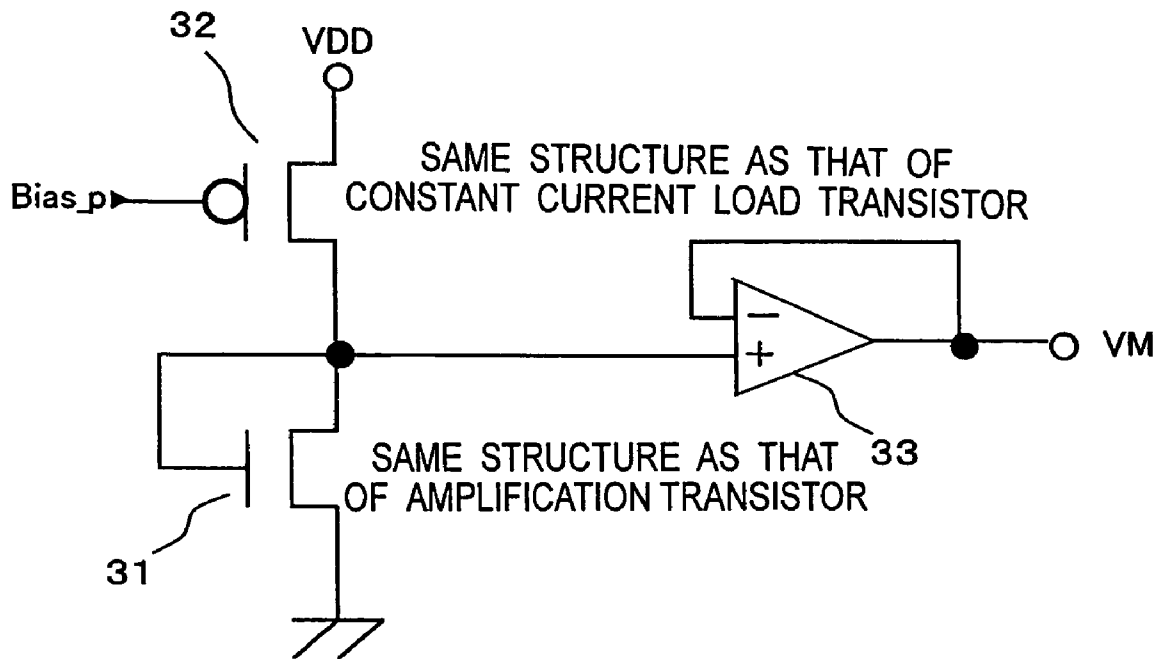 32
VDD
SAME STRUCTURE AS THAT OF
CONSTANT CURRENT LOAD TRANSISTOR
Bias_p
−
+
VM
33
SAME STRUCTURE AS THAT
OF AMPLIFICATION TRANSISTOR
31